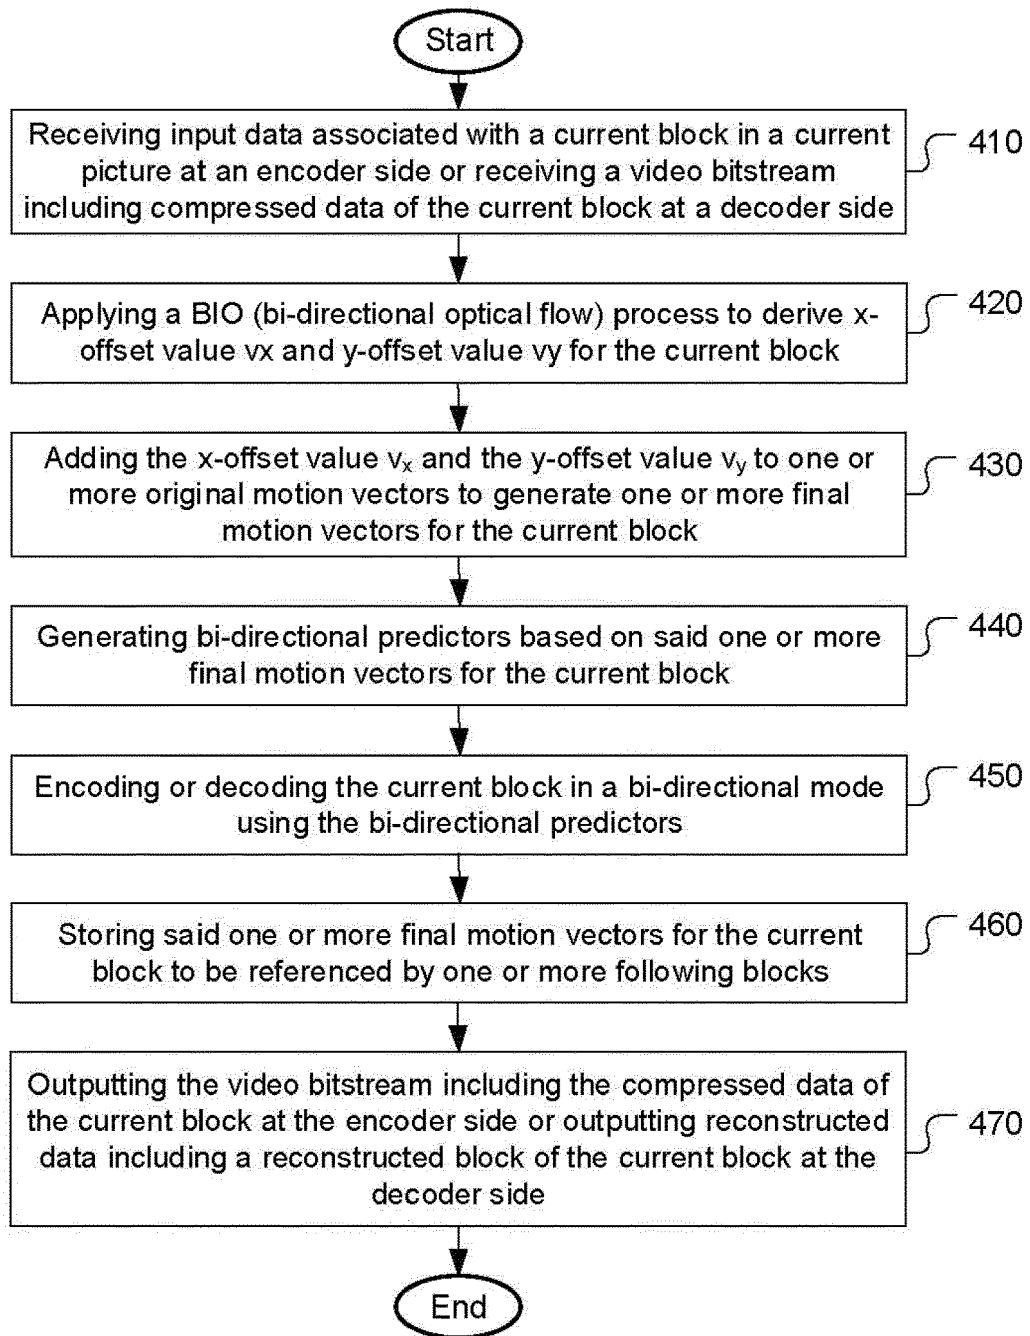 Start
Receiving input data associated with a current block in a current
picture at an encoder side or receiving a video bitstream
including compressed data of the current block at a decoder side
410
Applying a BIO (bi-directional optical flow) process to derive x-
offset value vx and y-offset value vy for the current block
420
Adding the x-offset value vx and the y-offset value vy to one or
more original motion vectors to generate one or more final
motion vectors for the current block
430
Generating bi-directional predictors based on said one or more
final motion vectors for the current block
440
Encoding or decoding the current block in a bi-directional mode
using the bi-directional predictors
450
Storing said one or more final motion vectors for the current
block to be referenced by one or more following blocks
460
Outputting the video bitstream including the compressed data of
the current block at the encoder side or outputting reconstructed
data including a reconstructed block of the current block at the
decoder side
470
End